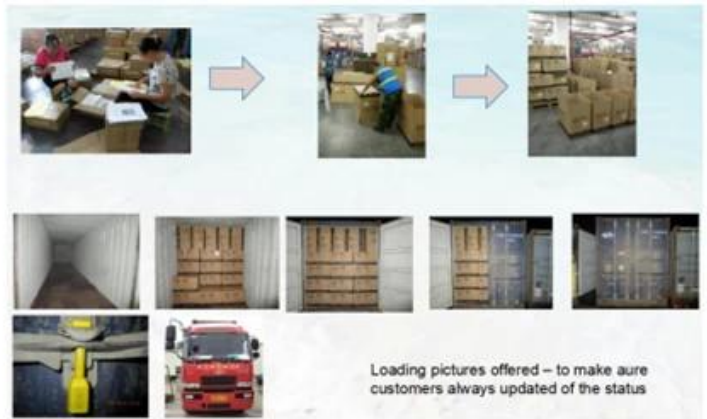 Loading pictures offered – to make aure
customers always updated of the status